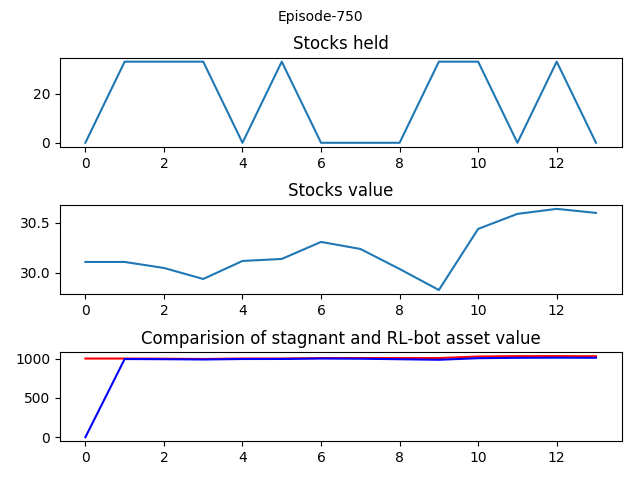 Episode-750
Stocks held
20
0
0 2 4 6 8 10 12
Stocks value
30.5
30.0
0 2 4 6 8 10 12
Comparision of stagnant and RL-bot asset value
1000
500
0
0 2 4 6 8 10 12